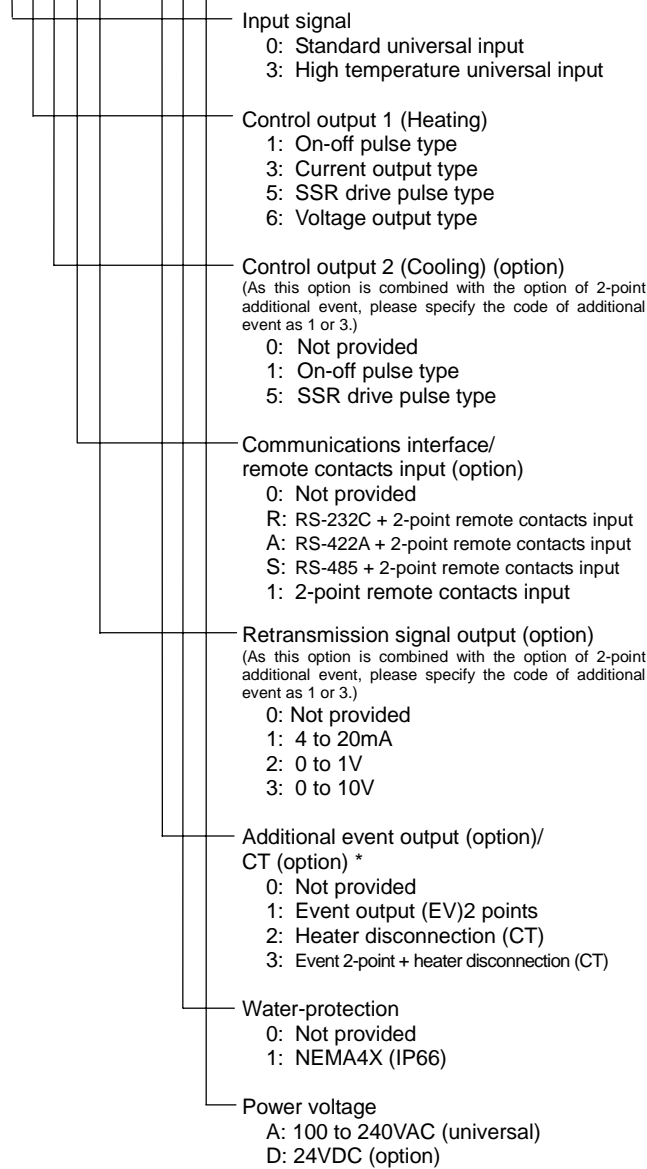 Input signal
0: Standard universal input
3: High temperature universal input
Control output 1 (Heating)
1: On-off pulse type
3: Current output type
5: SSR drive pulse type
6: Voltage output type
Control output 2 (Cooling) (option)
(As this option is combined with the option of 2-point
additional event, please specify the code of additional
event as 1 or 3.)
0: Not provided
1: On-off pulse type
5: SSR drive pulse type
Communications interface/
remote contacts input (option)
0: Not provided
R: RS-232C + 2-point remote contacts input
A: RS-422A + 2-point remote contacts input
S: RS-485 + 2-point remote contacts input
1: 2-point remote contacts input
Retransmission signal output (option)
(As this option is combined with the option of 2-point
additional event, please specify the code of additional
event as 1 or 3.)
0: Not provided
1: 4 to 20mA
2: 0 to 1V
3: 0 to 10V
Additional event output (option)/
CT (option) *
0: Not provided
1: Event output (EV)2 points
2: Heater disconnection (CT)
3: Event 2-point + heater disconnection (CT)
Water-protection
0: Not provided
1: NEMA4X (IP66)
Power voltage
A: 100 to 240VAC (universal)
D: 24VDC (option)